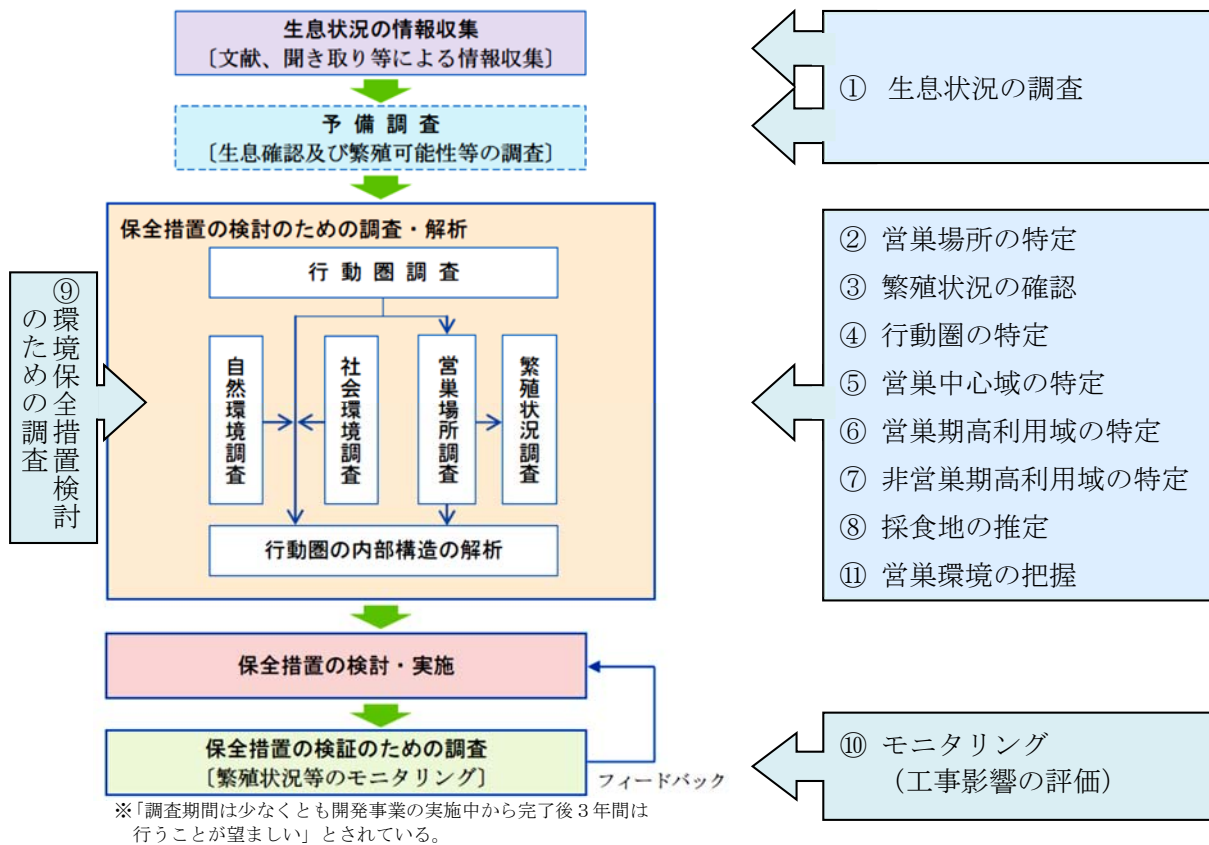 生息状況の情報収集
〔文献、聞き取り等による情報収集〕
予備調査
〔生息確認及び繁殖可能性等の調査〕
① 生息状況の調査
保全措置の検討のための調査・解析
行動圏調査
自然環境調査
社会環境調査
営巣場所調査
繁殖状況調査
行動圏の内部構造の解析
⑨環境保全措置検討
のための調査
② 営巣場所の特定
③ 繁殖状況の確認
④ 行動圏の特定
⑤ 営巣中心域の特定
⑥ 営巣期高利用域の特定
⑦ 非営巣期高利用域の特定
⑧ 採食地の推定
⑪ 営巣環境の把握
保全措置の検討・実施
保全措置の検証のための調査
〔繁殖状況等のモニタリング〕
フィードバック
⑩ モニタリング
（工事影響の評価）
※「調査期間は少なくとも開発事業の実施中から完了後３年間は
行うことが望ましい」とされている。